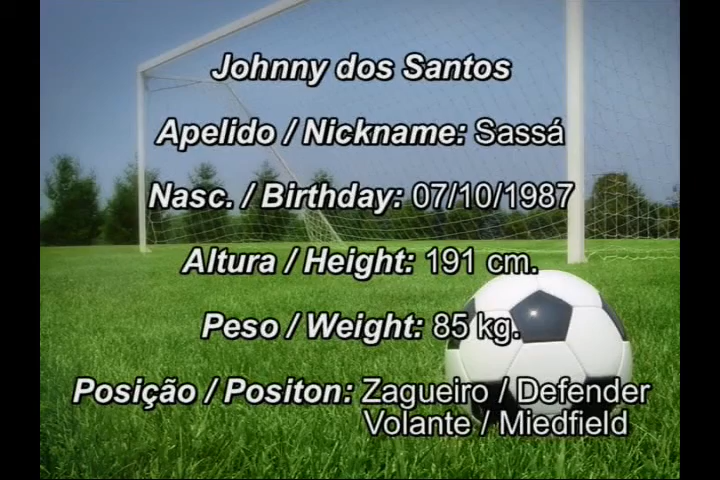 Johnny dos Santos
Apelido / Nickname: Sassá
Nasc. / Birthday: 07/10/1987
Altura / Height: 191 cm.
Peso / Weight: 85 kg.
Posição / Positon: Zagueiro / Defender
Volante / Miedfield